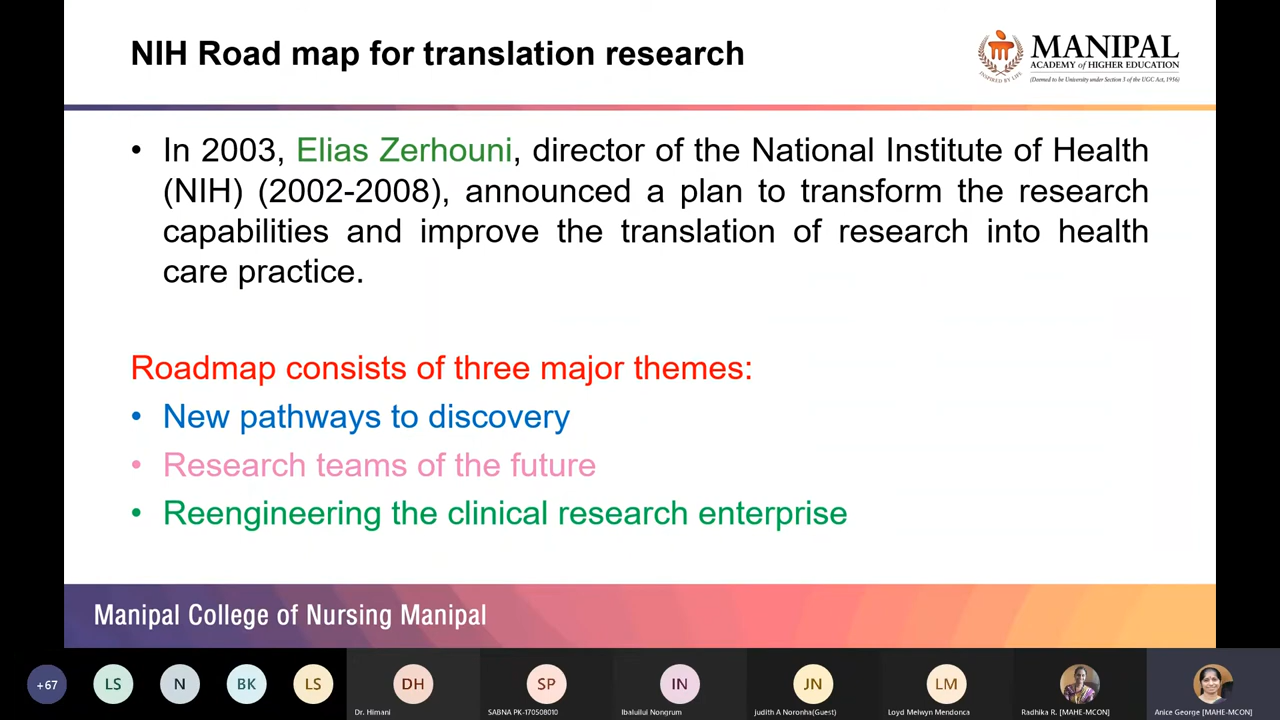 NIH Road map for translation research
MANIPAL
ACADEMY of HIGHER EDUCATION
(Deemed to be University under Section 3 of the UGC Act, 1956)
INSPIRED BY LIFE
• In 2003, Elias Zerhouni, director of the National Institute of Health
(NIH) (2002-2008), announced a plan to transform the research
capabilities and improve the translation of research into health
care practice.
Roadmap consists of three major themes:
• New pathways to discovery
• Research teams of the future
• Reengineering the clinical research enterprise
Manipal College of Nursing Manipal
+67
LS
N
BK
LS
DH
SP
IN
JN
LM
Dr. Himani
SABNA PK-170508010
Ibaluilui Nongrum
Judith A Noronha(Guest)
Loyd Melwyn Mendonca
Radhika R. [MAHE-MCON]
Anice George [MAHE-MCON]